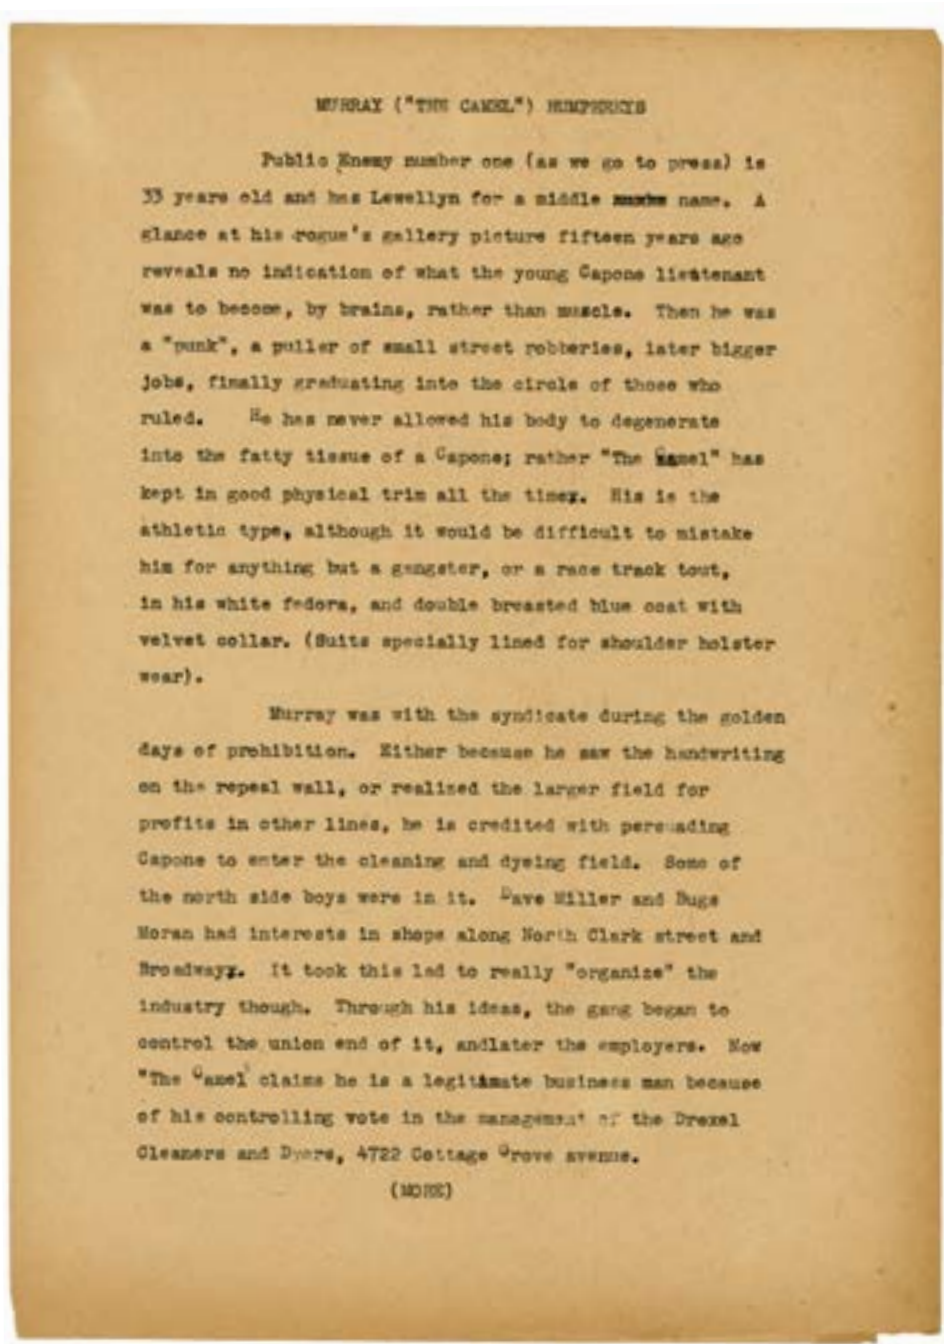 MURRAY ("THE CAMEL") HUMPHREYS
Public Enemy number one (as we go to press) is
33 years old and has Lewellyn for a middle name. A
glance at his rogue's gallery picture fifteen years ago
reveals no indication of what the young Capone lieutenant
was to become, by brains, rather than muscle. Then he was
a "punk", a puller of small street robberies, later bigger
jobs, finally graduating into the circle of those who
ruled. He has never allowed his body to degenerate
into the fatty tissue of a Capone; rather "The Camel" has
kept in good physical trim all the time. His is the
athletic type, although it would be difficult to mistake
him for anything but a gangster, or a race track tout,
in his white fedora, and double breasted blue coat with
velvet collar. (Suits specially lined for shoulder holster
wear).
Murray was with the syndicate during the golden
days of prohibition. Either because he saw the handwriting
on the repeal wall, or realized the larger field for
profits in other lines, he is credited with persuading
Capone to enter the cleaning and dyeing field. Some of
the north side boys were in it. Dave Miller and Bugs
Moran had interests in shops along North Clark street and
Broadway. It took this lad to really "organize" the
industry though. Through his ideas, the gang began to
control the union end of it, andlater the employers. Now
"The Camel' claims he is a legitimate business man because
of his controlling vote in the management of the Drexel
Cleaners and Dyers, 4722 Cottage Grove avenue.
(MORE)